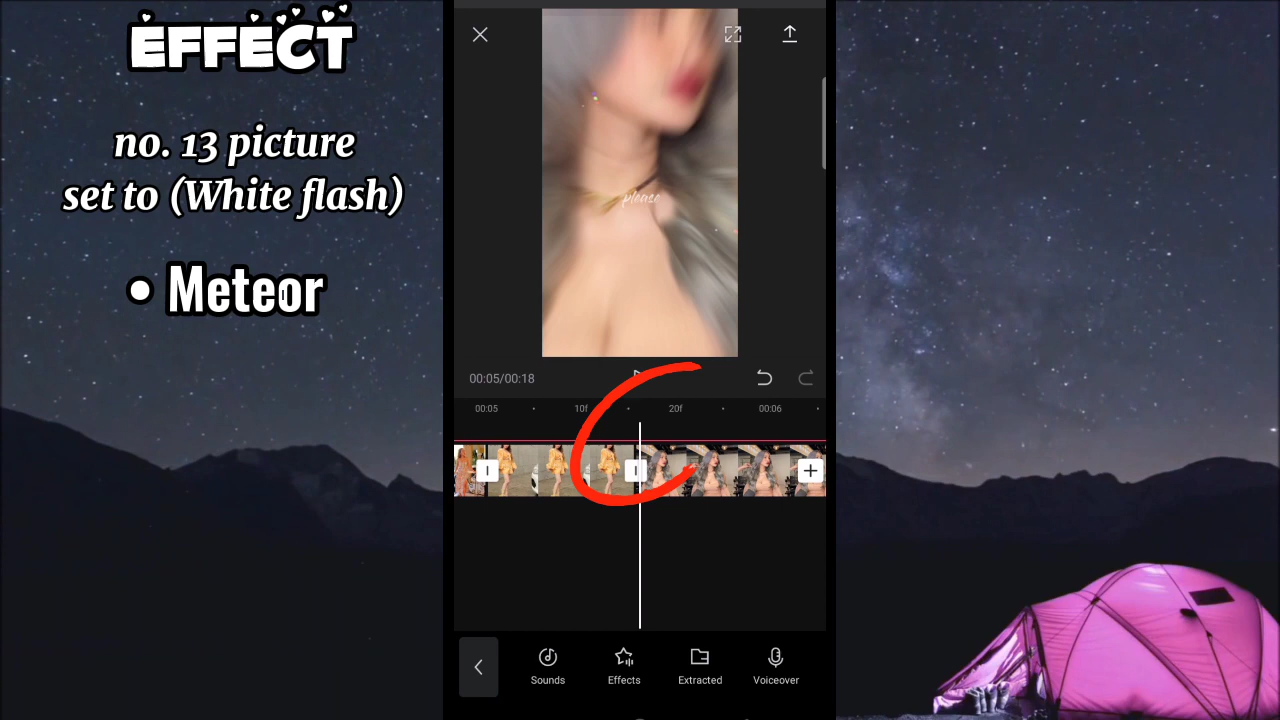 EFFECT
no. 13 picture
set to (White flash)
• Meteor
please
00:05/00:18
00:05
10f
20f
00:06
Sounds
Effects
Extracted
Voiceover